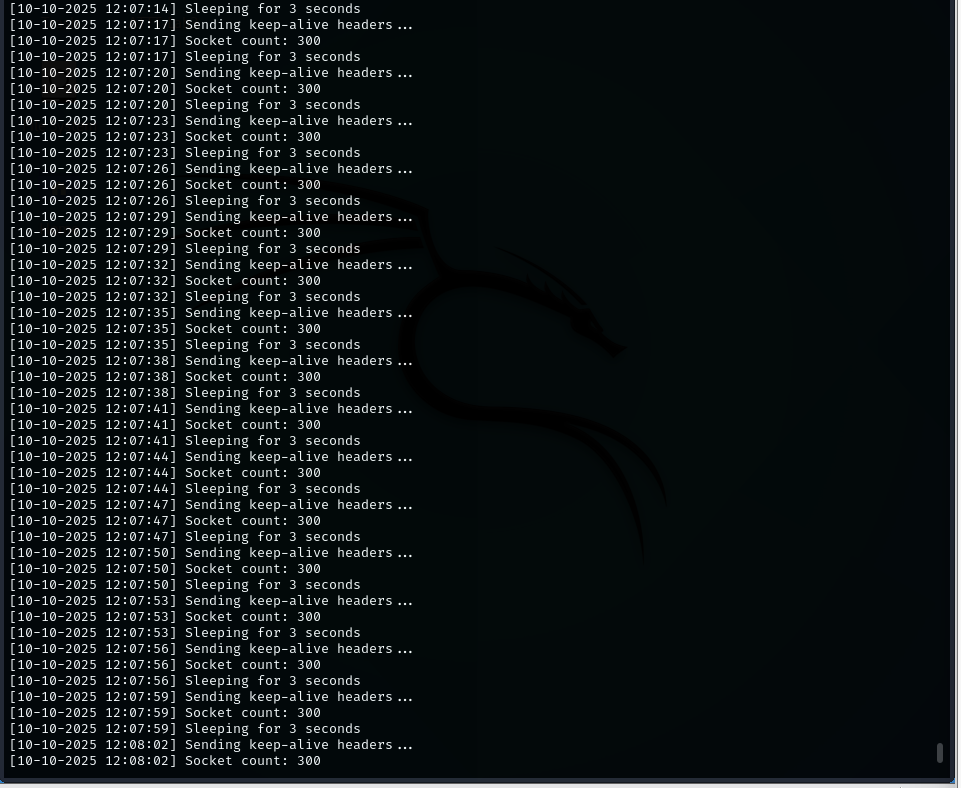 [10-10-2025 12:07:14] Sleeping for 3 seconds
[10-10-2025 12:07:17] Sending keep-alive headers...
[10-10-2025 12:07:17] Socket count: 300
[10-10-2025 12:07:17] Sleeping for 3 seconds
[10-10-2025 12:07:20] Sending keep-alive headers...
[10-10-2025 12:07:20] Socket count: 300
[10-10-2025 12:07:20] Sleeping for 3 seconds
[10-10-2025 12:07:23] Sending keep-alive headers...
[10-10-2025 12:07:23] Socket count: 300
[10-10-2025 12:07:23] Sleeping for 3 seconds
[10-10-2025 12:07:26] Sending keep-alive headers...
[10-10-2025 12:07:26] Socket count: 300
[10-10-2025 12:07:26] Sleeping for 3 seconds
[10-10-2025 12:07:29] Sending keep-alive headers...
[10-10-2025 12:07:29] Socket count: 300
[10-10-2025 12:07:29] Sleeping for 3 seconds
[10-10-2025 12:07:32] Sending keep-alive headers...
[10-10-2025 12:07:32] Socket count: 300
[10-10-2025 12:07:32] Sleeping for 3 seconds
[10-10-2025 12:07:35] Sending keep-alive headers...
[10-10-2025 12:07:35] Socket count: 300
[10-10-2025 12:07:35] Sleeping for 3 seconds
[10-10-2025 12:07:38] Sending keep-alive headers...
[10-10-2025 12:07:38] Socket count: 300
[10-10-2025 12:07:38] Sleeping for 3 seconds
[10-10-2025 12:07:41] Sending keep-alive headers...
[10-10-2025 12:07:41] Socket count: 300
[10-10-2025 12:07:41] Sleeping for 3 seconds
[10-10-2025 12:07:44] Sending keep-alive headers...
[10-10-2025 12:07:44] Socket count: 300
[10-10-2025 12:07:44] Sleeping for 3 seconds
[10-10-2025 12:07:47] Sending keep-alive headers...
[10-10-2025 12:07:47] Socket count: 300
[10-10-2025 12:07:47] Sleeping for 3 seconds
[10-10-2025 12:07:50] Sending keep-alive headers...
[10-10-2025 12:07:50] Socket count: 300
[10-10-2025 12:07:50] Sleeping for 3 seconds
[10-10-2025 12:07:53] Sending keep-alive headers...
[10-10-2025 12:07:53] Socket count: 300
[10-10-2025 12:07:53] Sleeping for 3 seconds
[10-10-2025 12:07:56] Sending keep-alive headers...
[10-10-2025 12:07:56] Socket count: 300
[10-10-2025 12:07:56] Sleeping for 3 seconds
[10-10-2025 12:07:59] Sending keep-alive headers...
[10-10-2025 12:07:59] Socket count: 300
[10-10-2025 12:07:59] Sleeping for 3 seconds
[10-10-2025 12:08:02] Sending keep-alive headers...
[10-10-2025 12:08:02] Socket count: 300